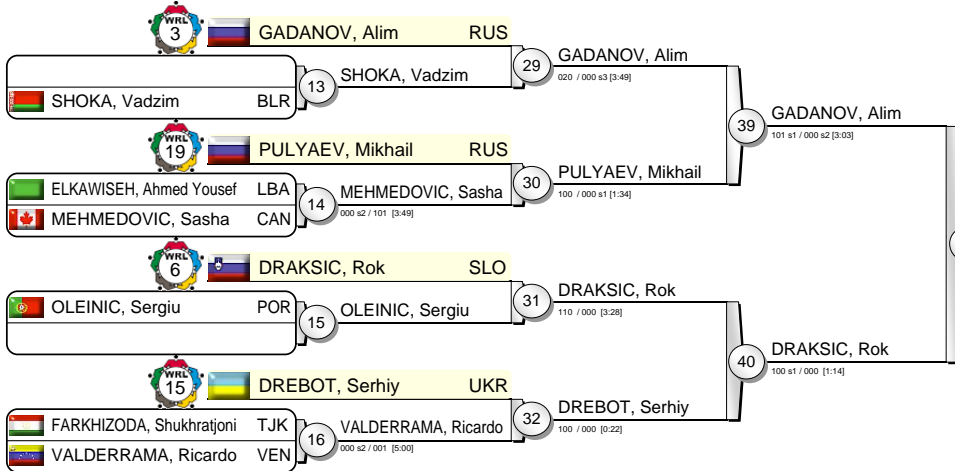 WRL
3
GADANOV, Alim RUS
SHOKA, Vadzim BLR
13
SHOKA, Vadzim
29
GADANOV, Alim
020 / 000 s3 [3:49]
WRL
19
PULYAEV, Mikhail RUS
ELKAWISEH, Ahmed Yousef LBA
MEHMEDOVIC, Sasha CAN
14
MEHMEDOVIC, Sasha
000 s2 / 101 [3:49]
30
PULYAEV, Mikhail
100 / 000 s1 [1:34]
39
GADANOV, Alim
101 s1 / 000 s2 [3:03]
WRL
6
DRAKSIC, Rok SLO
OLEINIC, Sergiu POR
15
OLEINIC, Sergiu
31
DRAKSIC, Rok
110 / 000 [3:28]
WRL
15
DREBOT, Serhiy UKR
FARKHIZODA, Shukhratjoni TJK
VALDERRAMA, Ricardo VEN
16
VALDERRAMA, Ricardo
000 s2 / 001 [5:00]
32
DREBOT, Serhiy
100 / 000 [0:22]
40
DRAKSIC, Rok
100 s1 / 000 [1:14]